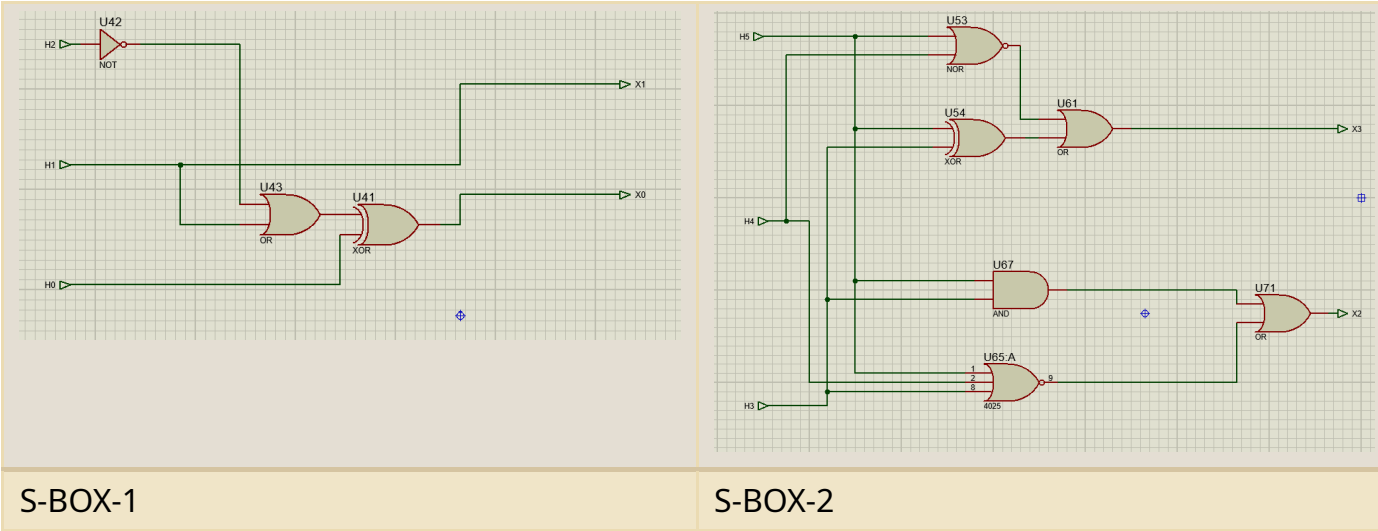 U42
H2
NOT
X1
H1
U43
U41
X0
OR
XOR
H0
S-BOX-1
U53
H5
NOR
U54
U61
X3
XOR
OR
H4
U67
AND
U71
X2
OR
U65:A
1
2
8
9
H3
4025
S-BOX-2